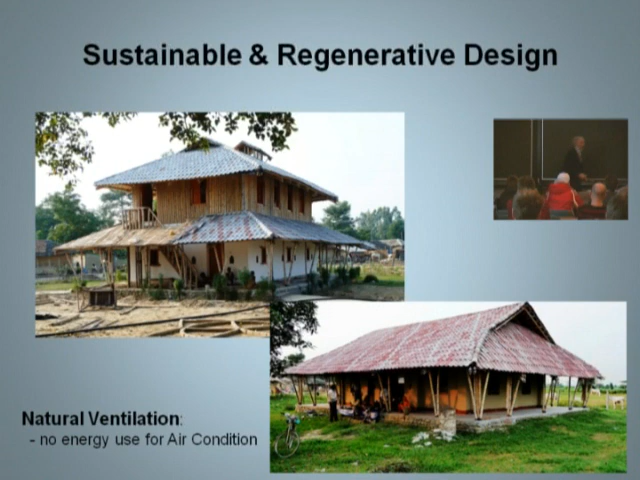 Sustainable & Regenerative Design
Natural Ventilation:
- no energy use for Air Condition